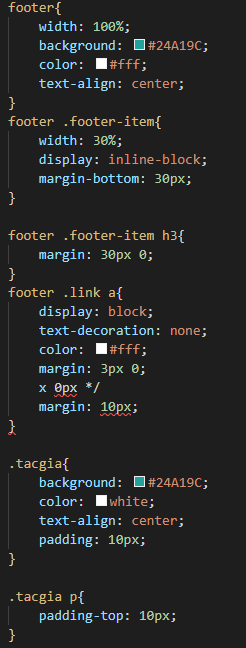 footer{
    width: 100%;
    background: #24A19C;
    color: #fff;
    text-align: center;
}
footer .footer-item{
    width: 30%;
    display: inline-block;
    margin-bottom: 30px;
}

footer .footer-item h3{
    margin: 30px 0;
}
footer .link a{
    display: block;
    text-decoration: none;
    color: #fff;
    margin: 3px 0;
    x 0px */
    margin: 10px;
}

.tacgia{
    background: #24A19C;
    color: white;
    text-align: center;
    padding: 10px;
}

.tacgia p{
    padding-top: 10px;
}